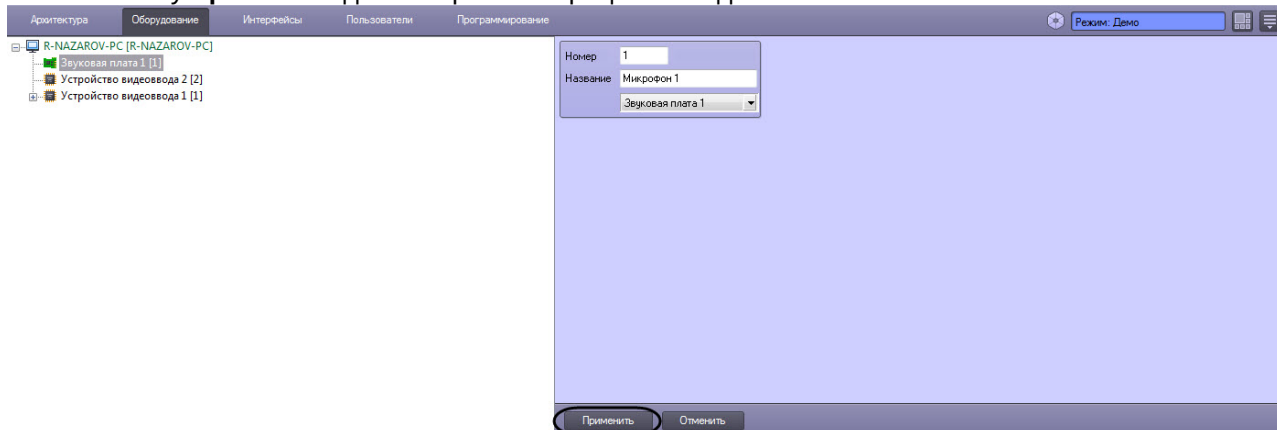 Архитектура Оборудование Интерфейсы Пользователи Программирование Режим: Демо
R-NAZAROV-PC [R-NAZAROV-PC]
Звуковая плата 1 [1]
Устройство видеоввода 2 [2]
Устройство видеоввода 1 [1]
Номер 1
Название Микрофон 1
Звуковая плата 1
Применить Отменить